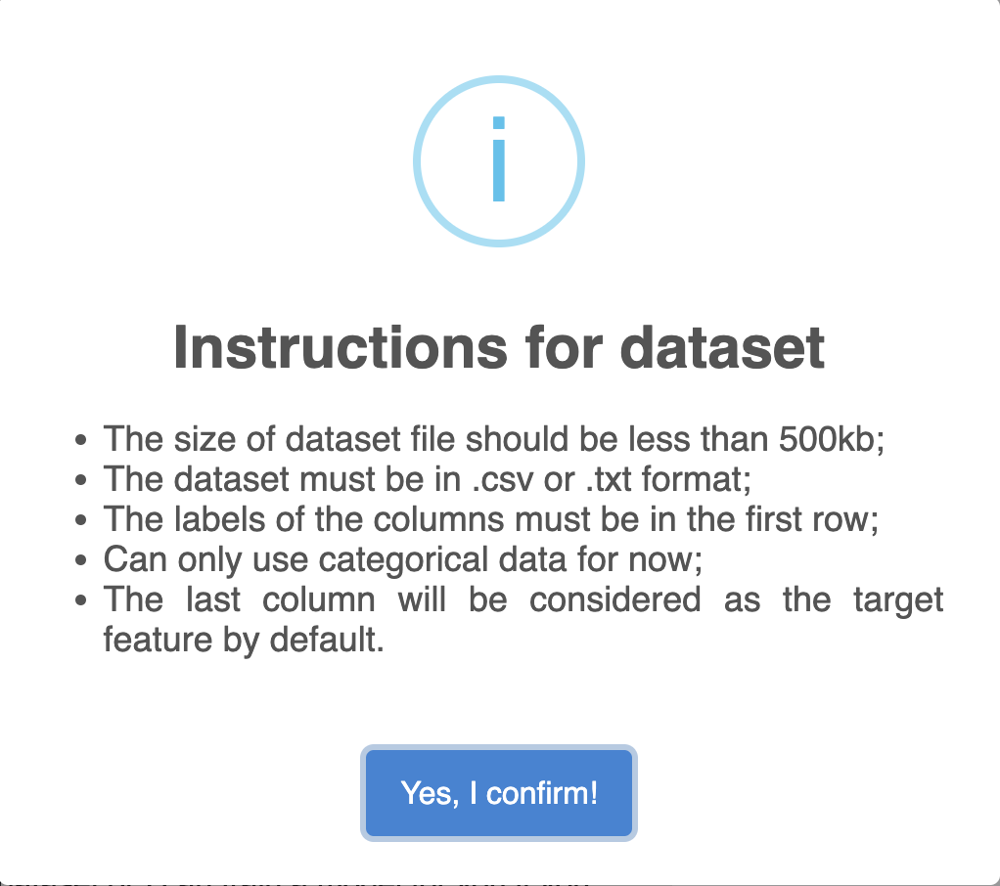 Instructions for dataset
• The size of dataset file should be less than 500kb;
• The dataset must be in .csv or .txt format;
• The labels of the columns must be in the first row;
• Can only use categorical data for now;
• The last column will be considered as the target
feature by default.
Yes, I confirm!